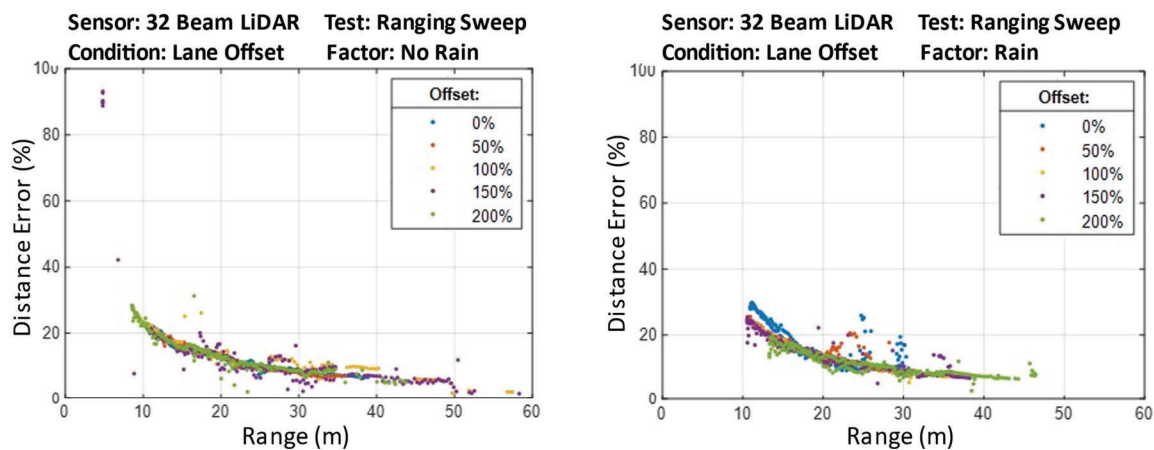 Sensor: 32 Beam LiDAR Test: Ranging Sweep
Condition: Lane Offset Factor: No Rain
100
80
60
40
20
0
Distance Error (%)
Offset:
0%
50%
100%
150%
200%
0 10 20 30 40 50 60
Range (m)
Sensor: 32 Beam LiDAR Test: Ranging Sweep
Condition: Lane Offset Factor: Rain
100
80
60
40
20
0
Distance Error (%)
Offset:
0%
50%
100%
150%
200%
0 10 20 30 40 50 60
Range (m)